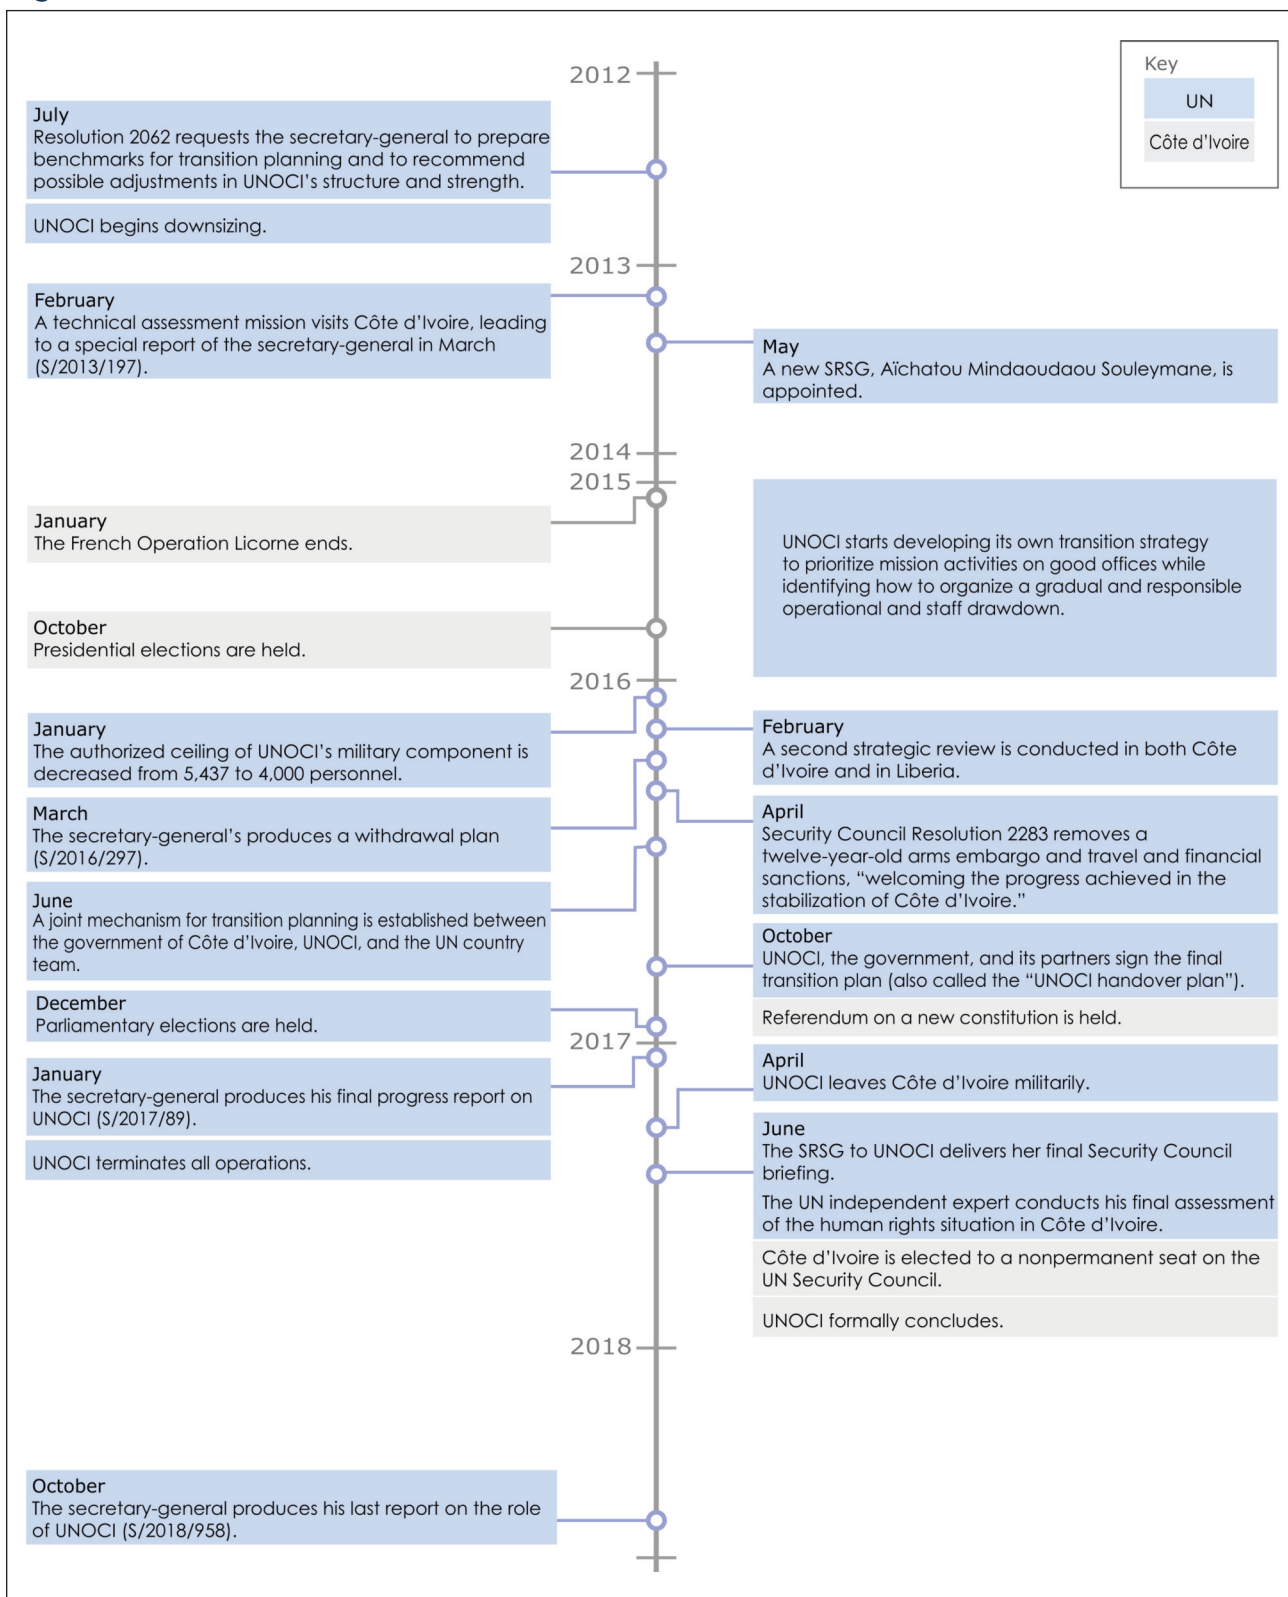 2012
Key
UN
Côte d'Ivoire
July
Resolution 2062 requests the secretary-general to prepare
benchmarks for transition planning and to recommend
possible adjustments in UNOCI's structure and strength.
UNOCI begins downsizing.
2013
February
A technical assessment mission visits Côte d'Ivoire, leading
to a special report of the secretary-general in March
(S/2013/197).
May
A new SRSG, Aïchatou Mindaoudaou Souleymane, is
appointed.
2014
2015
January
The French Operation Licorne ends.
UNOCI starts developing its own transition strategy
to prioritize mission activities on good offices while
identifying how to organize a gradual and responsible
operational and staff drawdown.
October
Presidential elections are held.
2016
January
The authorized ceiling of UNOCI's military component is
decreased from 5,437 to 4,000 personnel.
February
A second strategic review is conducted in both Côte
d'Ivoire and in Liberia.
March
The secretary-general's produces a withdrawal plan
(S/2016/297).
April
Security Council Resolution 2283 removes a
twelve-year-old arms embargo and travel and financial
sanctions, “welcoming the progress achieved in the
stabilization of Côte d'Ivoire.”
June
A joint mechanism for transition planning is established between
the government of Côte d'Ivoire, UNOCI, and the UN country
team.
October
UNOCI, the government, and its partners sign the final
transition plan (also called the “UNOCI handover plan”).
Referendum on a new constitution is held.
December
Parliamentary elections are held.
2017
January
The secretary-general produces his final progress report on
UNOCI (S/2017/89).
UNOCI terminates all operations.
April
UNOCI leaves Côte d'Ivoire militarily.
June
The SRSG to UNOCI delivers her final Security Council
briefing.
The UN independent expert conducts his final assessment
of the human rights situation in Côte d'Ivoire.
Côte d'Ivoire is elected to a nonpermanent seat on the
UN Security Council.
UNOCI formally concludes.
2018
October
The secretary-general produces his last report on the role
of UNOCI (S/2018/958).